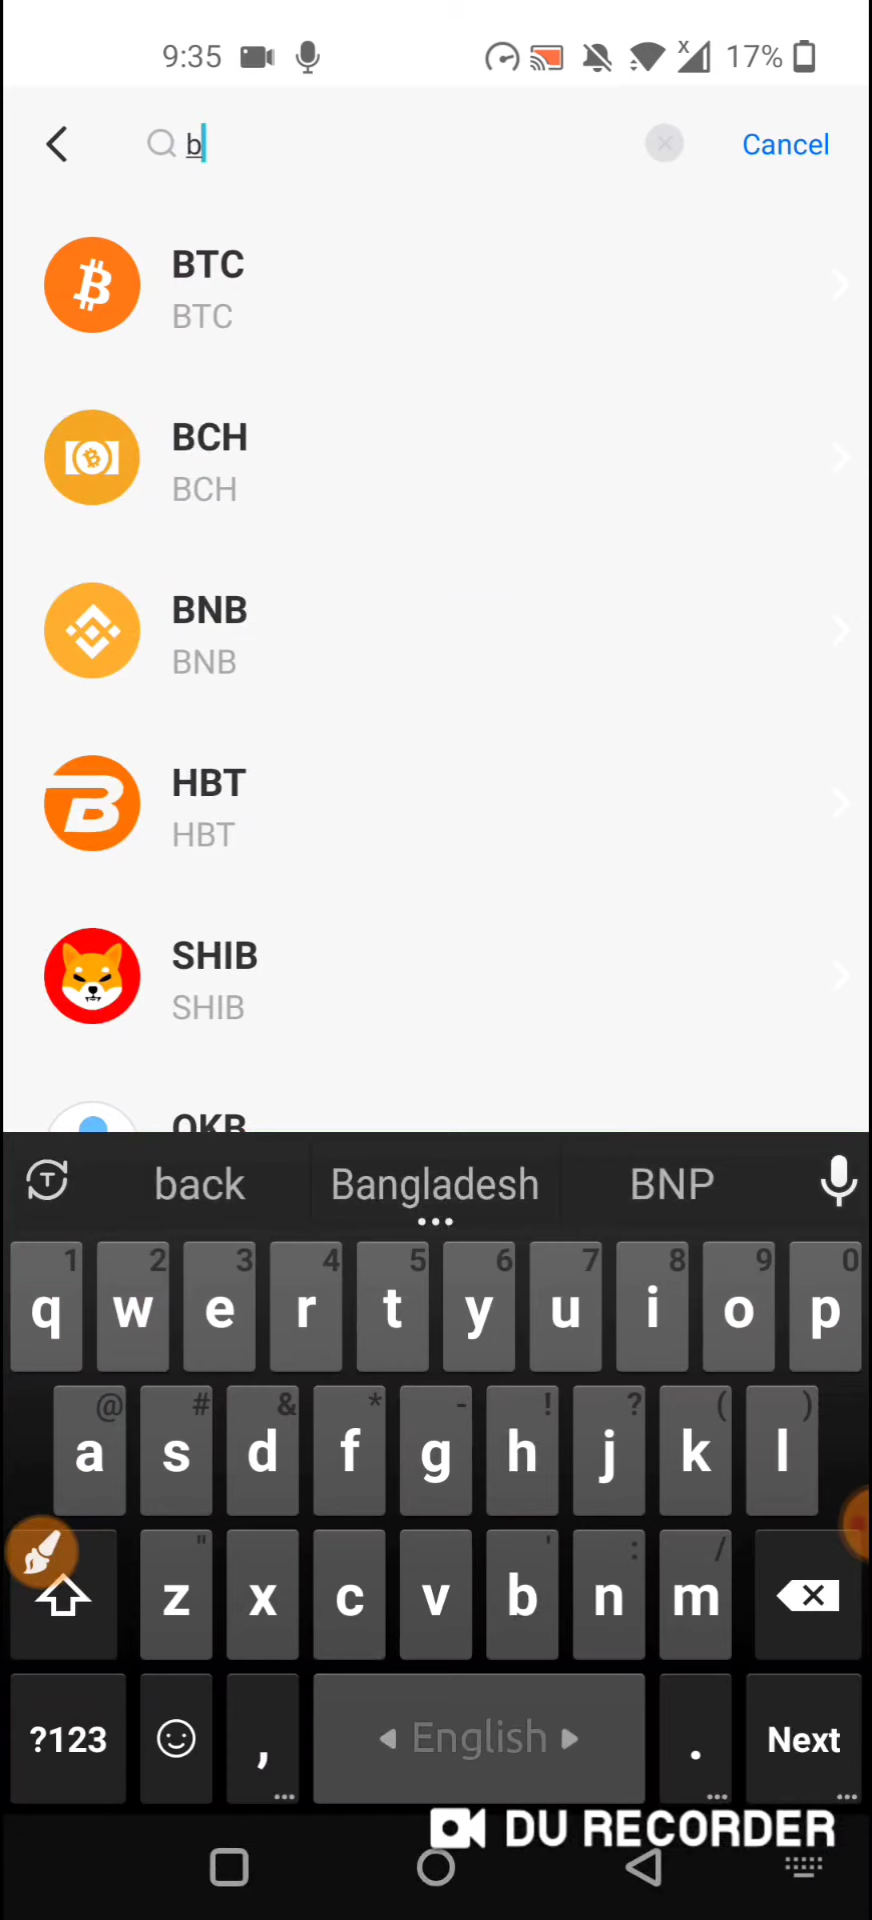 9:35 X 17%
b Cancel
BTC
BTC
BCH
BCH
BNB
BNB
HBT
HBT
SHIB
SHIB
OKB
T back Bangladesh BNP
1 2 3 4 5 6 7 8 9 0
q w e r t y u i o p
@ # & * - ! ? ( )
a s d f g h j k l
" ' : /
z x c v b n m
?123 , English . Next
DU RECORDER